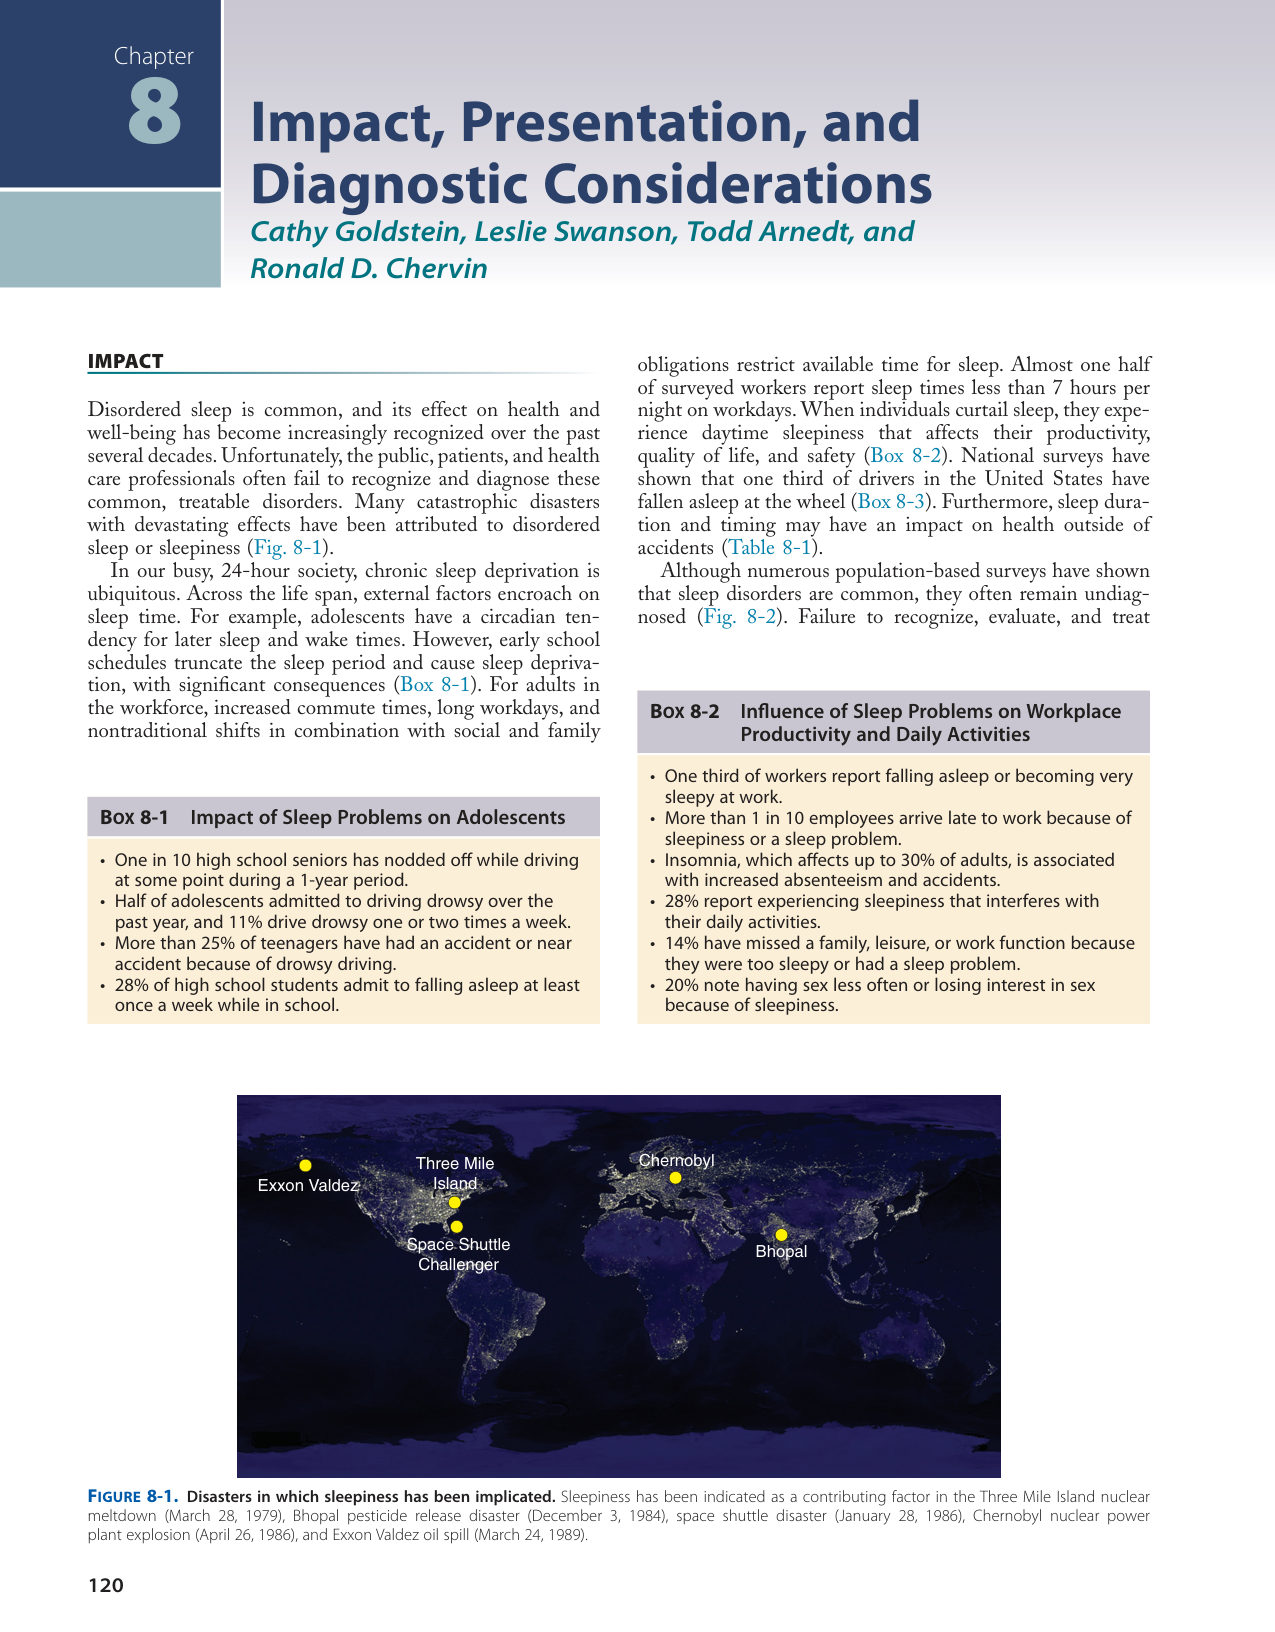 Chapter
8
Impact, Presentation, and
Diagnostic Considerations
Cathy Goldstein, Leslie Swanson, Todd Arnedt, and
Ronald D. Chervin
IMPACT
Disordered sleep is common, and its effect on health and
well-being has become increasingly recognized over the past
several decades. Unfortunately, the public, patients, and health
care professionals often fail to recognize and diagnose these
common, treatable disorders. Many catastrophic disasters
with devastating effects have been attributed to disordered
sleep or sleepiness (Fig. 8-1).
In our busy, 24-hour society, chronic sleep deprivation is
ubiquitous. Across the life span, external factors encroach on
sleep time. For example, adolescents have a circadian ten-
dency for later sleep and wake times. However, early school
schedules truncate the sleep period and cause sleep depriva-
tion, with significant consequences (Box 8-1). For adults in
the workforce, increased commute times, long workdays, and
nontraditional shifts in combination with social and family
BOX 8-1 Impact of Sleep Problems on Adolescents
• One in 10 high school seniors has nodded off while driving
at some point during a 1-year period.
• Half of adolescents admitted to driving drowsy over the
past year, and 11% drive drowsy one or two times a week.
• More than 25% of teenagers have had an accident or near
accident because of drowsy driving.
• 28% of high school students admit to falling asleep at least
once a week while in school.
obligations restrict available time for sleep. Almost one half
of surveyed workers report sleep times less than 7 hours per
night on workdays. When individuals curtail sleep, they expe-
rience daytime sleepiness that affects their productivity,
quality of life, and safety (Box 8-2). National surveys have
shown that one third of drivers in the United States have
fallen asleep at the wheel (Box 8-3). Furthermore, sleep dura-
tion and timing may have an impact on health outside of
accidents (Table 8-1).
Although numerous population-based surveys have shown
that sleep disorders are common, they often remain undiag-
nosed (Fig. 8-2). Failure to recognize, evaluate, and treat
BOX 8-2 Influence of Sleep Problems on Workplace
Productivity and Daily Activities
• One third of workers report falling asleep or becoming very
sleepy at work.
• More than 1 in 10 employees arrive late to work because of
sleepiness or a sleep problem.
• Insomnia, which affects up to 30% of adults, is associated
with increased absenteeism and accidents.
• 28% report experiencing sleepiness that interferes with
their daily activities.
• 14% have missed a family, leisure, or work function because
they were too sleepy or had a sleep problem.
• 20% note having sex less often or losing interest in sex
because of sleepiness.
Exxon Valdez
Three Mile
Island
Space Shuttle
Challenger
Chernobyl
Bhopal
FIGURE 8-1. Disasters in which sleepiness has been implicated. Sleepiness has been indicated as a contributing factor in the Three Mile Island nuclear
meltdown (March 28, 1979), Bhopal pesticide release disaster (December 3, 1984), space shuttle disaster (January 28, 1986), Chernobyl nuclear power
plant explosion (April 26, 1986), and Exxon Valdez oil spill (March 24, 1989).
120